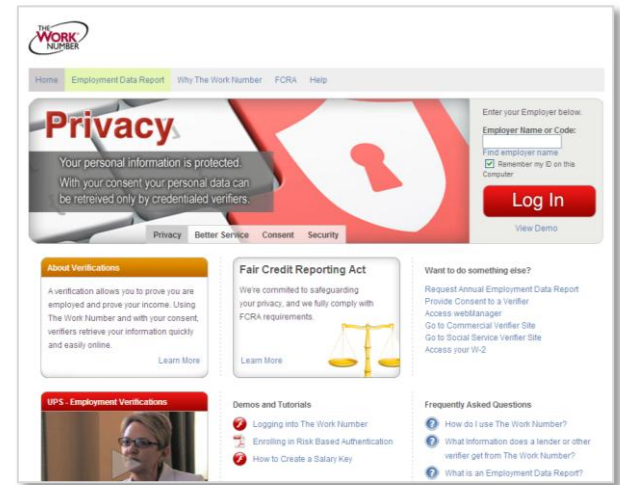 THE
WORK
NUMBER
Home Employment Data Report Why The Work Number FCRA Help
Privacy
Your personal information is protected.
With your consent your personal data can
be retreived only by credentialed verifiers.
Privacy Better Service Consent Security
Enter your Employer below.
Employer Name or Code:
Find employer name
Remember my ID on this
Computer
Log In
View Demo
About Verifications
A verification allows you to prove you are
employed and prove your income. Using
The Work Number and with your consent,
verifiers retrieve your information quickly
and easily online.
Learn More
Fair Credit Reporting Act
We're committed to safeguarding
your privacy, and we fully comply with
FCRA requirements.
Learn More
Want to do something else?
Request Annual Employment Data Report
Provide Consent to a Verifier
Access webManager
Go to Commercial Verifier Site
Go to Social Service Verifier Site
Access your W-2
UPS - Employment Verifications
Demos and Tutorials
Logging into The Work Number
Enrolling in Risk Based Authentication
How to Create a Salary Key
Frequently Asked Questions
How do I use The Work Number?
What Information does a lender or other
verifier get from The Work Number?
What is an Employment Data Report?